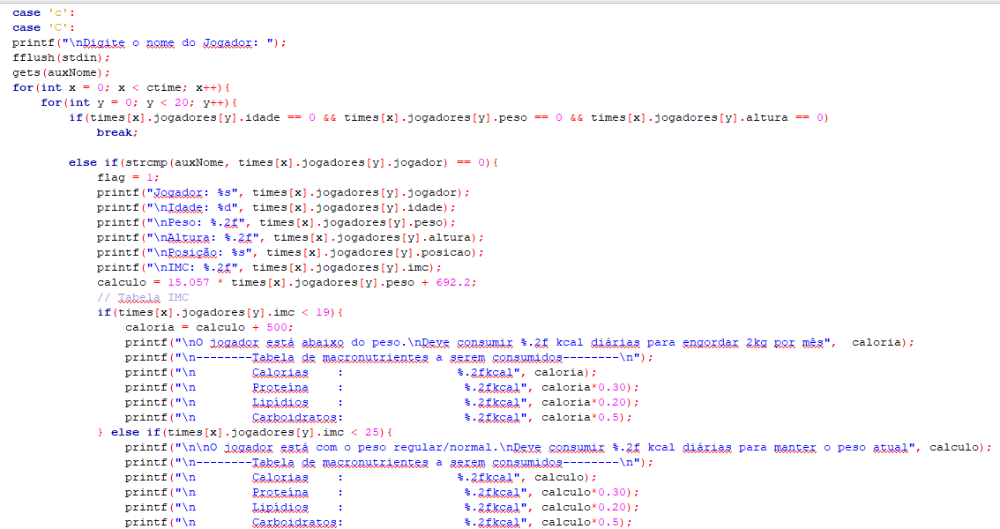 case 'c':
case 'C':
printf("\nDigite o nome do Jogador: ");
fflush(stdin);
gets(auxNome);
for(int x = 0; x < ctime; x++){
    for(int y = 0; y < 20; y++){
        if(times[x].jogadores[y].idade == 0 && times[x].jogadores[y].peso == 0 && times[x].jogadores[y].altura == 0)
            break;

        else if(strcmp(auxNome, times[x].jogadores[y].jogador) == 0){
            flag = 1;
            printf("Jogador: %s", times[x].jogadores[y].jogador);
            printf("\nIdade: %d", times[x].jogadores[y].idade);
            printf("\nPeso: %.2f", times[x].jogadores[y].peso);
            printf("\nAltura: %.2f", times[x].jogadores[y].altura);
            printf("\nPosição: %s", times[x].jogadores[y].posicao);
            printf("\nIMC: %.2f", times[x].jogadores[y].imc);
            calculo = 15.057 * times[x].jogadores[y].peso + 692.2;
            // Tabela IMC
            if(times[x].jogadores[y].imc < 19){
                caloria = calculo + 500;
                printf("\nO jogador está abaixo do peso.\nDeve consumir %.2f kcal diárias para engordar 2kg por mês",  caloria);
                printf("\n--------Tabela de macronutrientes a serem consumidos--------\n");
                printf("\n        Calorias    :                %.2fkcal", caloria);
                printf("\n        Proteína    :                 %.2fkcal", caloria*0.30);
                printf("\n        Lipídios    :                 %.2fkcal", caloria*0.20);
                printf("\n        Carboidratos:                 %.2fkcal", caloria*0.5);
            } else if(times[x].jogadores[y].imc < 25){
                printf("\n\nO jogador está com o peso regular/normal.\nDeve consumir %.2f kcal diárias para manter o peso atual", calculo);
                printf("\n--------Tabela de macronutrientes a serem consumidos--------\n");
                printf("\n        Calorias    :                %.2fkcal", calculo);
                printf("\n        Proteína    :                 %.2fkcal", calculo*0.30);
                printf("\n        Lipídios    :                 %.2fkcal", calculo*0.20);
                printf("\n        Carboidratos:                 %.2fkcal", calculo*0.5);